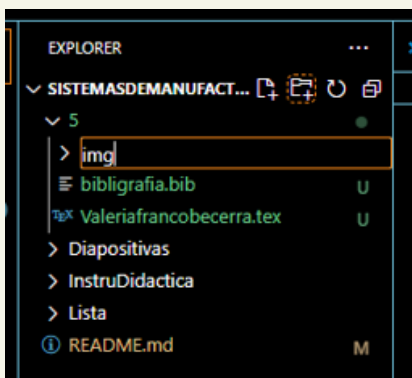 EXPLORER
SISTEMASDEMANUFACT...
5
img
bibligrafia.bib U
TEX Valeriafrancobecerra.tex U
Diapositivas
InstruDidactica
Lista
README.md M